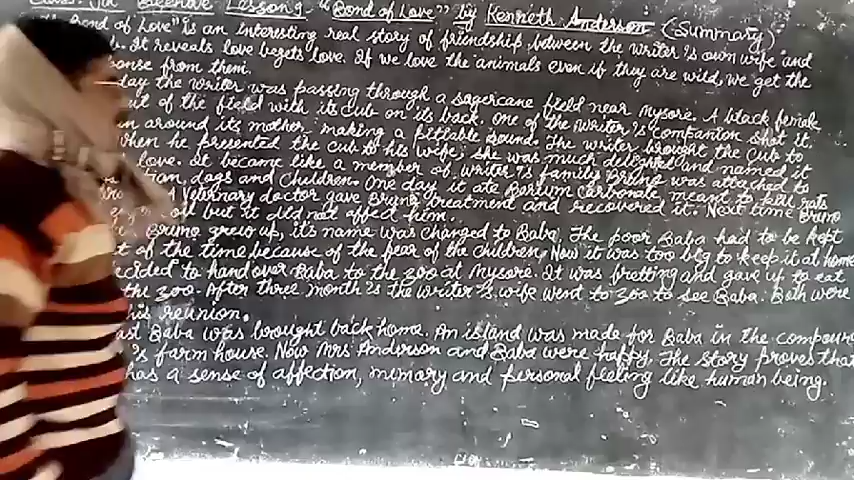 Beehive Lesson 9 "Bond of Love" by Kenneth Anderson (Summary)
Bond of Love" is an interesting real story of friendship between the writer's own wife and
It reveals love begets love. If we love the animals even if they are wild, we get the
from them.
day the writer was passing through a sugercane field near Mysore. A black female
out of the field with its cub on its back. One of the writer's companion shot it.
around its mother, making a pitiable sound. The writer brought the cub to
when he presented the cub to his wife; she was much delighted and named it
love. It became like a member of writer's family Bruno was attached to
dogs and children. One day it ate Barium Carbonate meant to kill rats
A Veternary doctor gave Bruno treatment and recovered it. Next time Bruno
oil but it did not affect him.
Bruno grew up, its name was changed to Baba. The poor Baba had to be kept
of the time because of the fear of the children. Now it was too big to keep it at home
decided to hand over Baba to the zoo at Mysore. It was fretting and gave up to eat
the zoo. After three month's the writer's wife went to Zoo to see Baba. Both were
his reunion.
Baba was brought back home. An island was made for Baba in the compoun
's farm house. Now Mrs Anderson and Baba were happy. The story proves that
has a sense of affection, mimary and personal feeling like human being.